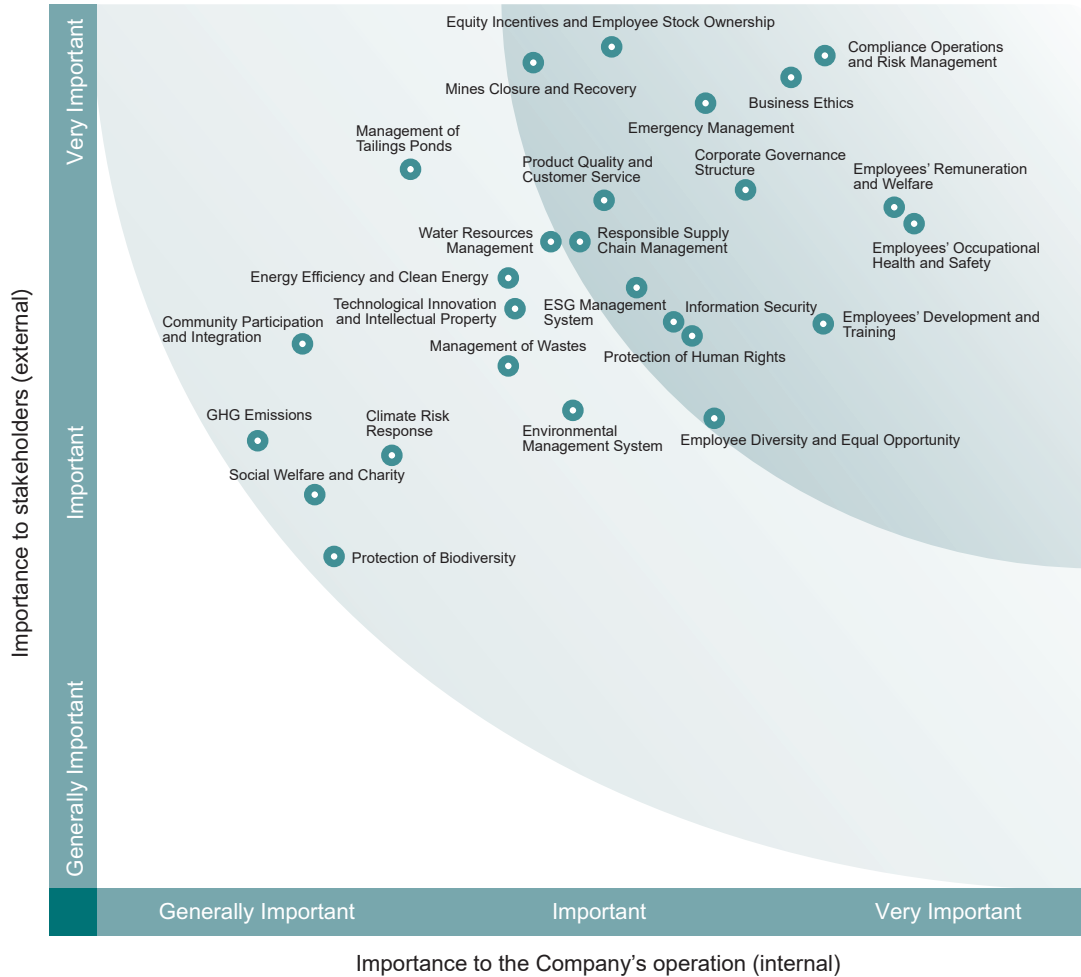 Equity Incentives and Employee Stock Ownership
Compliance Operations
and Risk Management
Mines Closure and Recovery
Business Ethics
Emergency Management
Management of
Tailings Ponds
Product Quality and
Customer Service
Corporate Governance
Structure
Employees’ Remuneration
and Welfare
Water Resources
Management
Responsible Supply
Chain Management
Employees’ Occupational
Health and Safety
Energy Efficiency and Clean Energy
Technological Innovation
and Intellectual Property
ESG Management
System
Information Security
Employees’ Development and
Training
Community Participation
and Integration
Management of Wastes
Protection of Human Rights
GHG Emissions
Climate Risk
Response
Environmental
Management System
Employee Diversity and Equal Opportunity
Social Welfare and Charity
Protection of Biodiversity
Very Important
Important
Generally Important
Importance to stakeholders (external)
Generally Important
Important
Very Important
Importance to the Company’s operation (internal)